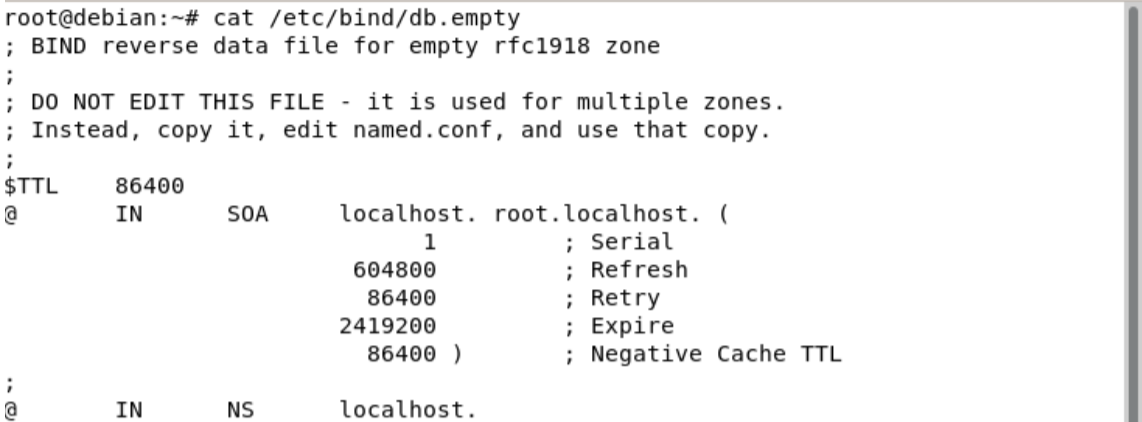 root@debian:~# cat /etc/bind/db.empty
; BIND reverse data file for empty rfc1918 zone
;
; DO NOT EDIT THIS FILE - it is used for multiple zones.
; Instead, copy it, edit named.conf, and use that copy.
;
$TTL    86400
@       IN      SOA     localhost. root.localhost. (
                              1         ; Serial
                         604800         ; Refresh
                          86400         ; Retry
                        2419200         ; Expire
                          86400 )       ; Negative Cache TTL
;
@       IN      NS      localhost.